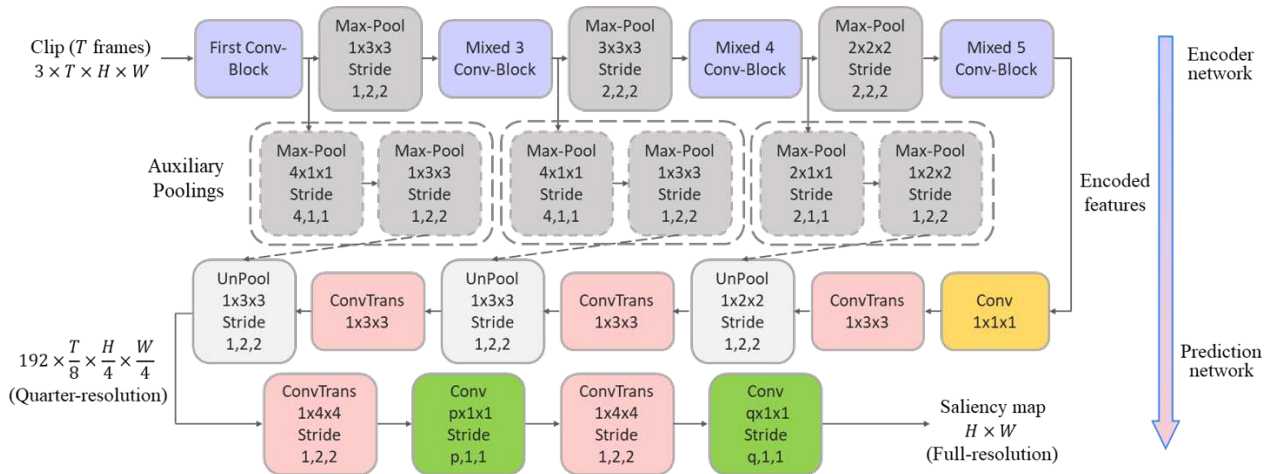 Clip (T frames)
3 × T × H × W
First Conv-
Block
Max-Pool
1x3x3
Stride
1,2,2
Mixed 3
Conv-Block
Max-Pool
3x3x3
Stride
2,2,2
Mixed 4
Conv-Block
Max-Pool
2x2x2
Stride
2,2,2
Mixed 5
Conv-Block
Encoder
network
Auxiliary
Poolings
Max-Pool
4x1x1
Stride
4,1,1
Max-Pool
1x3x3
Stride
1,2,2
Max-Pool
4x1x1
Stride
4,1,1
Max-Pool
1x3x3
Stride
1,2,2
Max-Pool
2x1x1
Stride
2,1,1
Max-Pool
1x2x2
Stride
1,2,2
Encoded
features
UnPool
1x3x3
Stride
1,2,2
ConvTrans
1x3x3
UnPool
1x3x3
Stride
1,2,2
ConvTrans
1x3x3
UnPool
1x2x2
Stride
1,2,2
ConvTrans
1x3x3
Conv
1x1x1
192 × T/8 × H/4 × W/4
(Quarter-resolution)
Prediction
network
ConvTrans
1x4x4
Stride
1,2,2
Conv
px1x1
Stride
p,1,1
ConvTrans
1x4x4
Stride
1,2,2
Conv
qx1x1
Stride
q,1,1
Saliency map
H × W
(Full-resolution)